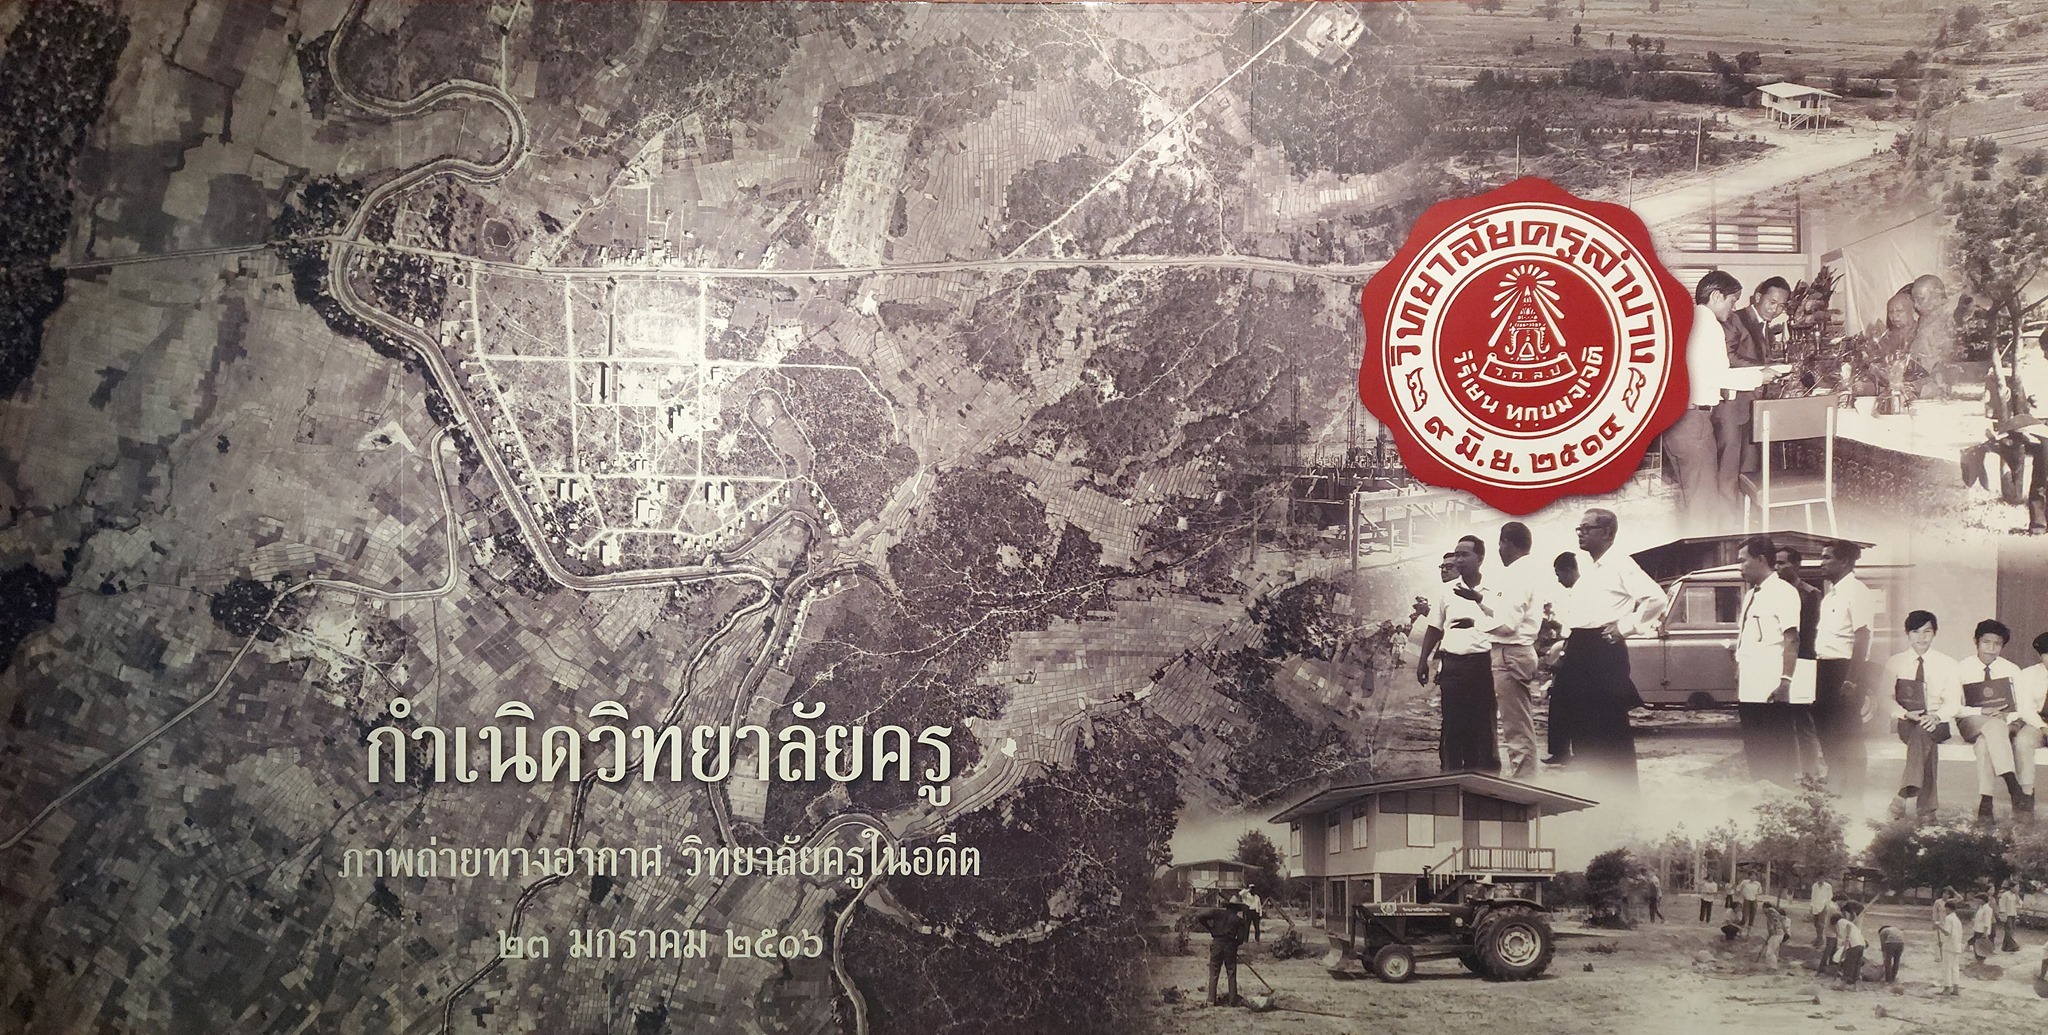 วิทยาลัยครูลำปาง
ว.ค.ล.ป
วิริเยน ทุกฺขมจฺเจติ
๙ มิ.ย. ๒๕๑๔
กำเนิดวิทยาลัยครู
ภาพถ่ายทางอากาศ วิทยาลัยครูในอดีต
๒๓ มกราคม ๒๕๑๖